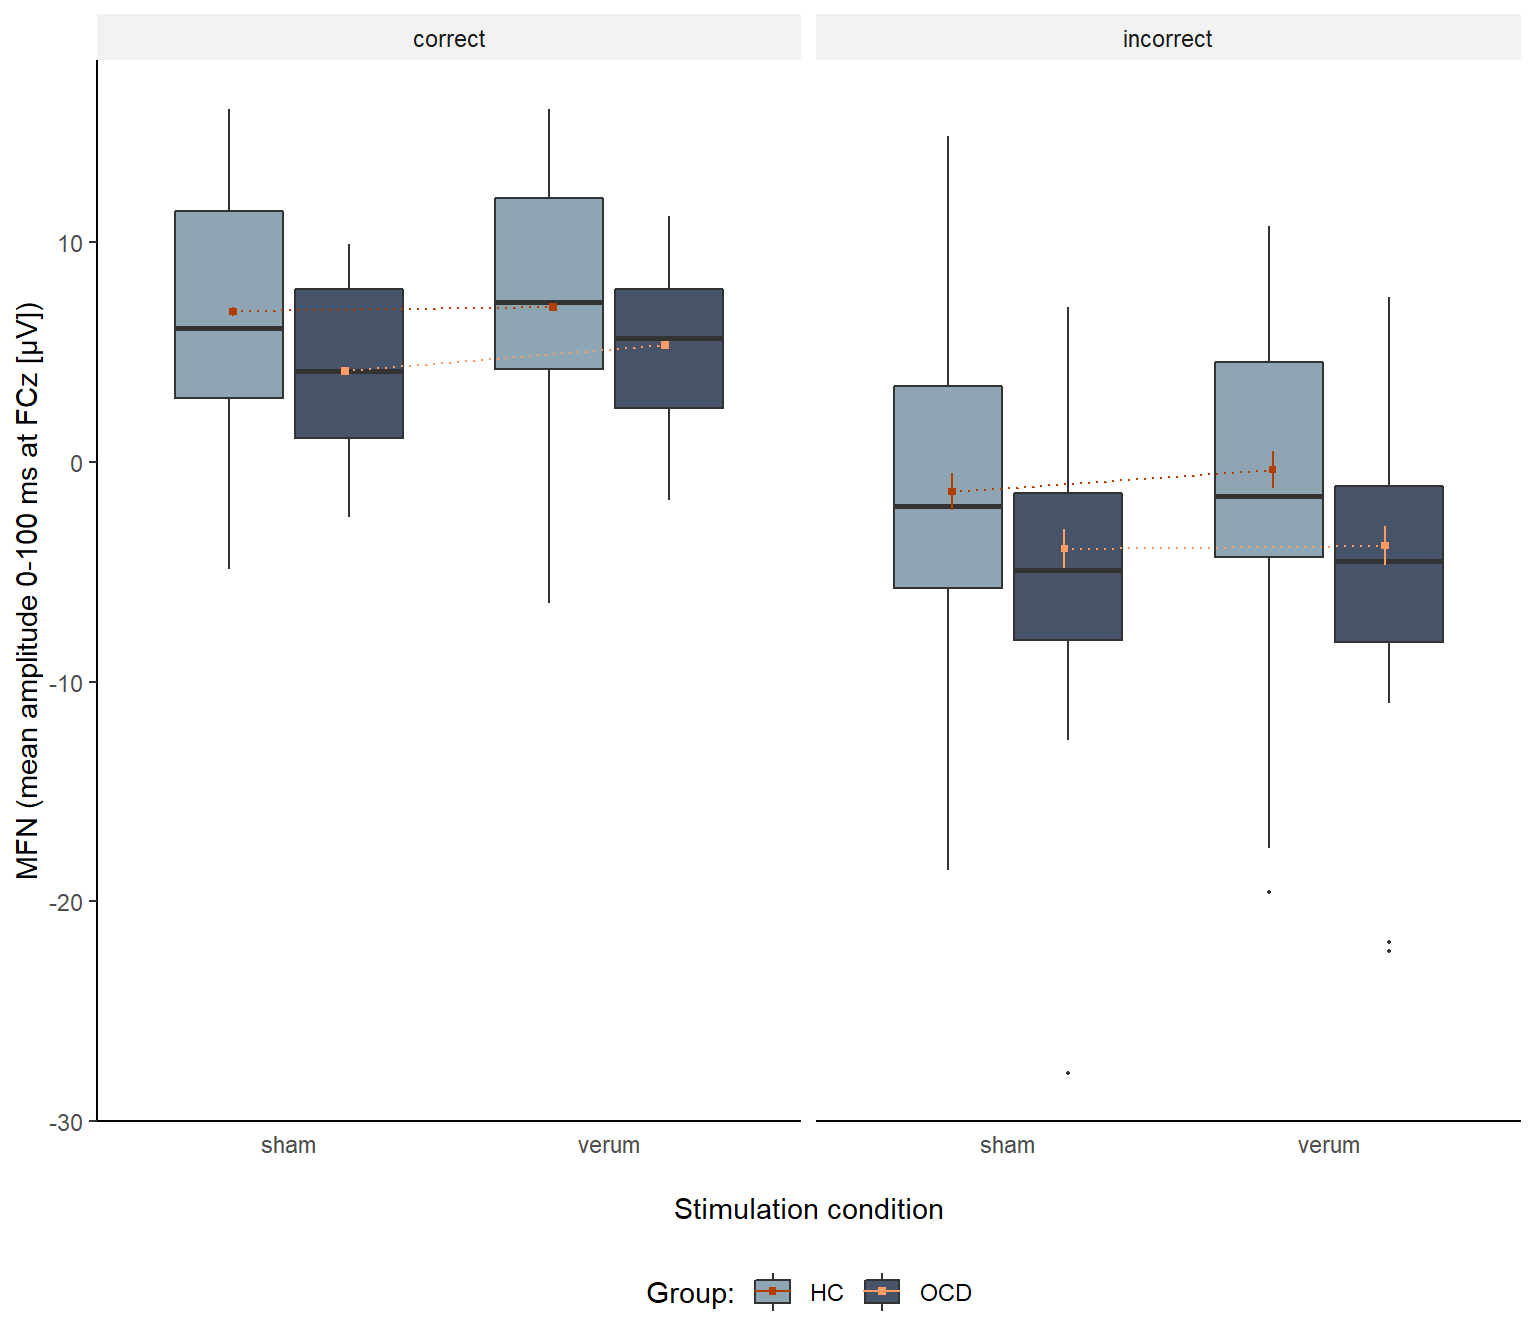 correct
incorrect
MFN (mean amplitude 0-100 ms at FCz [µV])
10
0
-10
-20
-30
sham
verum
sham
verum
Stimulation condition
Group:
HC
OCD